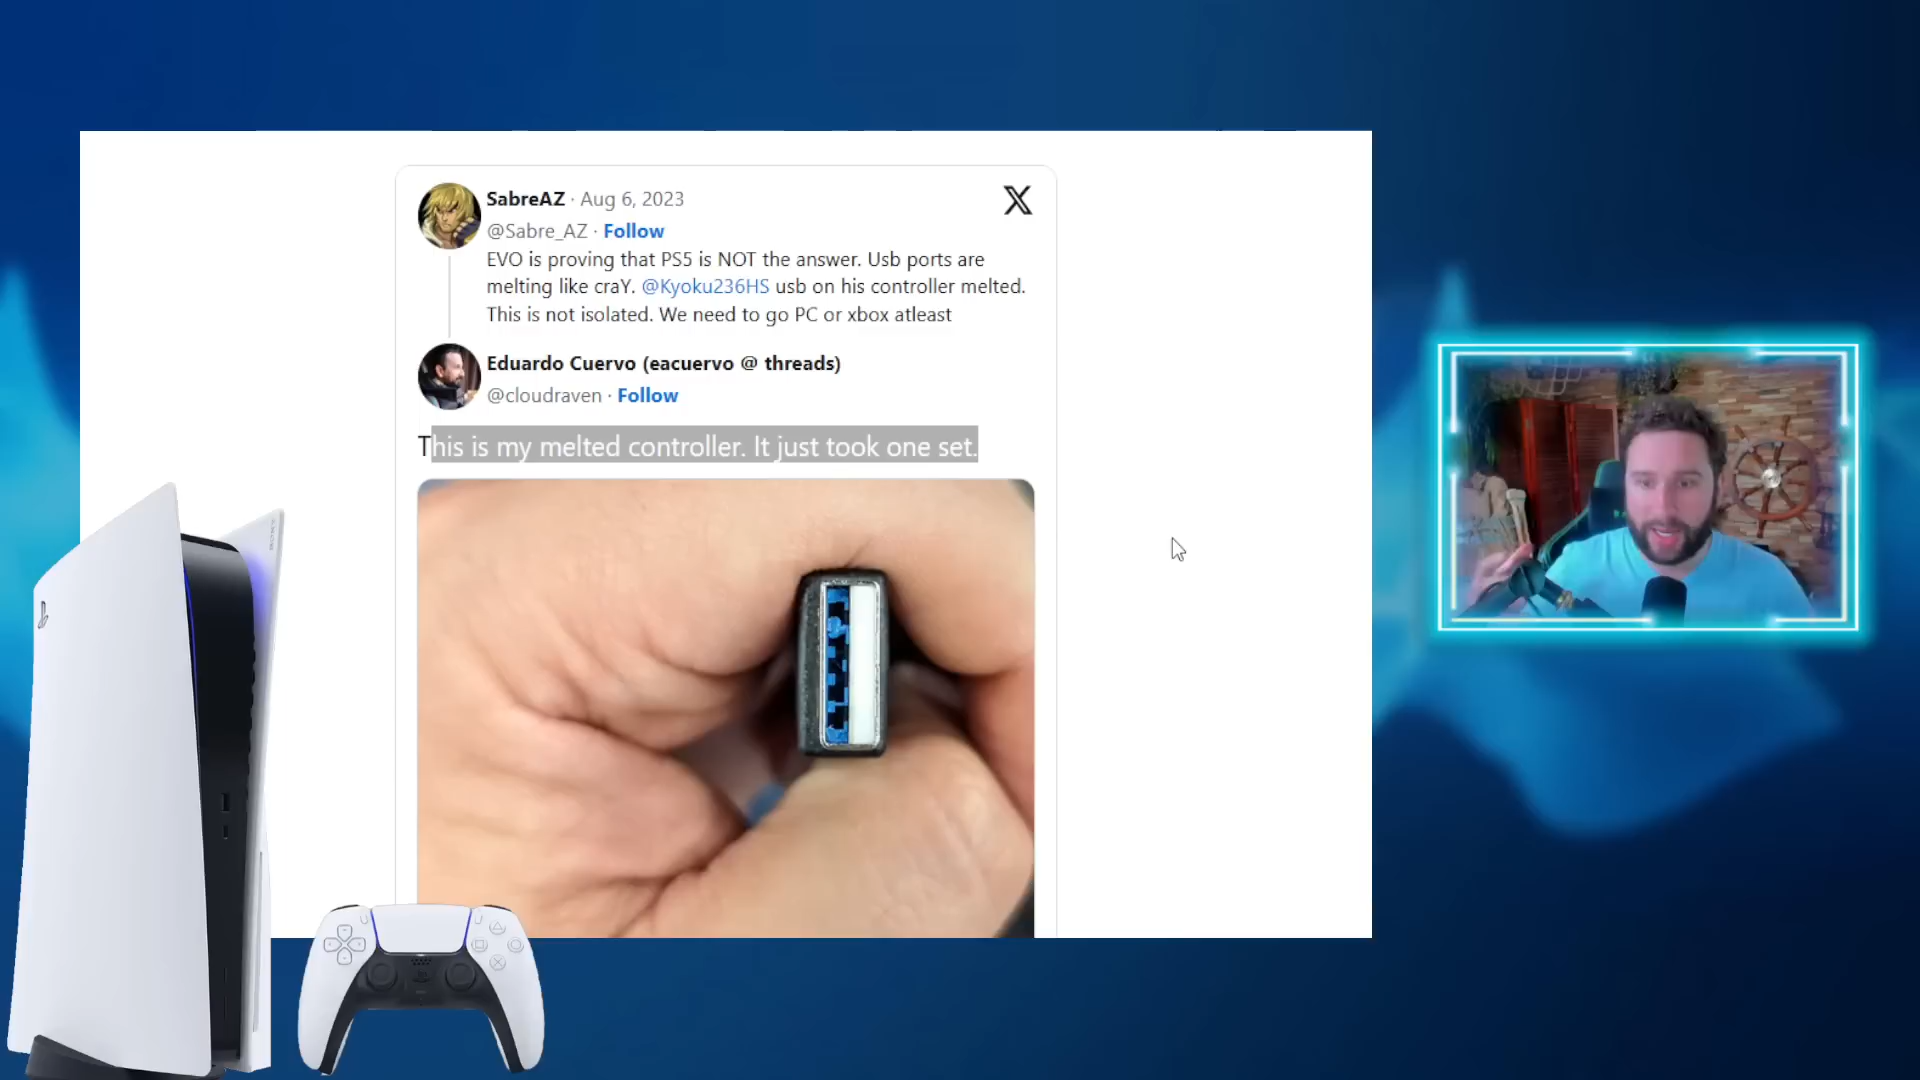 SabreAZ · Aug 6, 2023
@Sabre_AZ · Follow
EVO is proving that PS5 is NOT the answer. Usb ports are
melting like craY. @Kyoku236HS usb on his controller melted.
This is not isolated. We need to go PC or xbox atleast
Eduardo Cuervo (eacuervo @ threads)
@cloudraven · Follow
This is my melted controller. It just took one set.